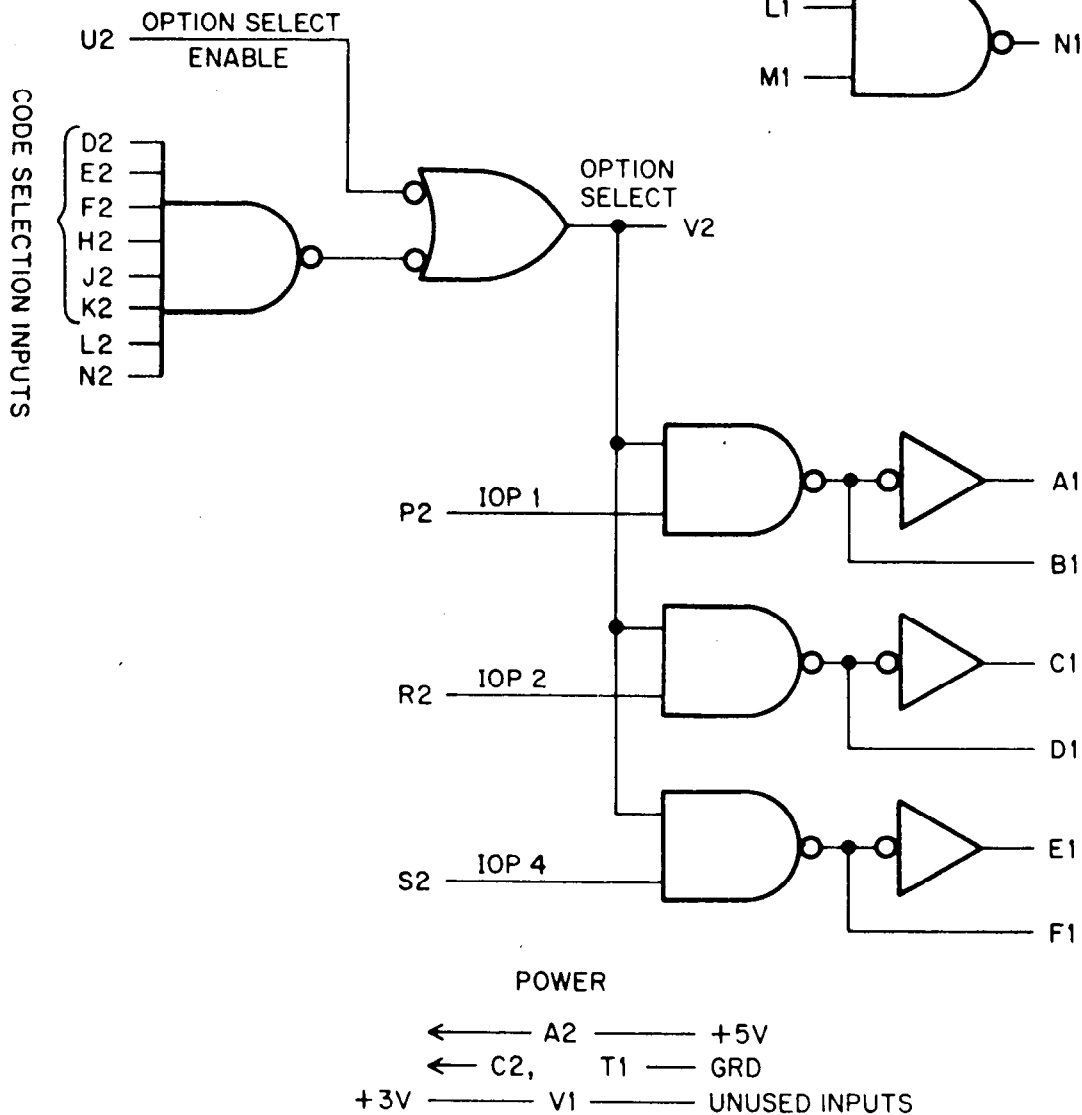 L1
N1
M1
U2 OPTION SELECT
ENABLE
CODE SELECTION INPUTS
D2
E2
F2
H2
J2
K2
L2
N2
OPTION
SELECT
V2
P2 IOP 1
A1
B1
R2 IOP 2
C1
D1
S2 IOP 4
E1
F1
POWER
A2 +5V
C2, T1 GRD
+3V V1 UNUSED INPUTS